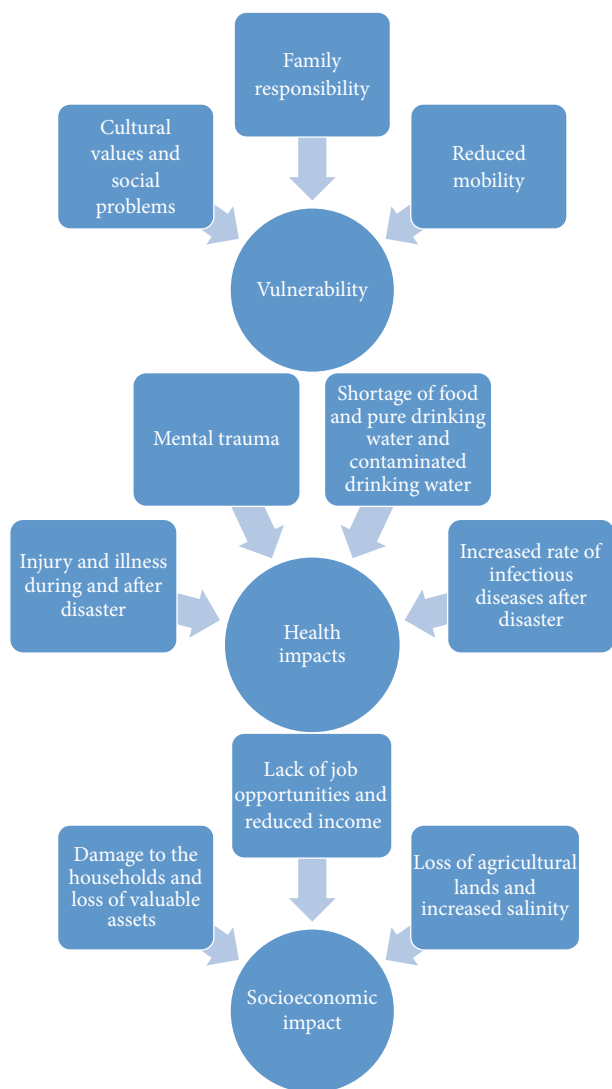 Family
responsibility
Cultural
values and
social
problems
Reduced
mobility
Vulnerability
Mental trauma
Shortage of food
and pure drinking
water and
contaminated
drinking water
Injury and illness
during and after
disaster
Increased rate of
infectious
diseases after
disaster
Health
impacts
Lack of job
opportunities and
reduced income
Damage to the
households and
loss of valuable
assets
Loss of agricultural
lands and
increased salinity
Socioeconomic
impact